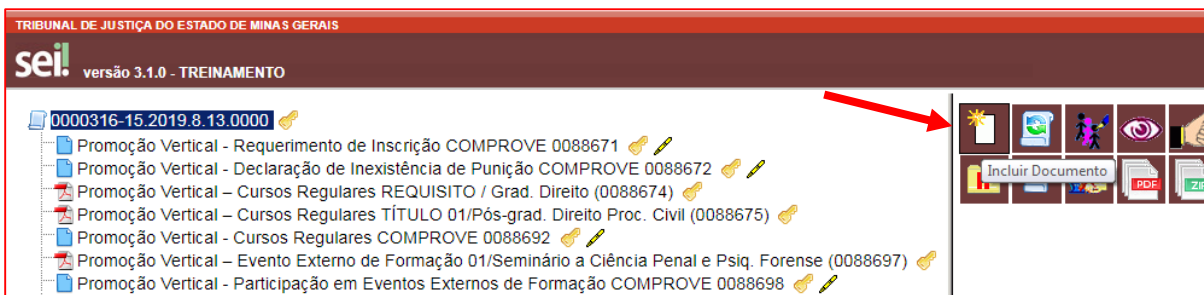 TRIBUNAL DE JUSTIÇA DO ESTADO DE MINAS GERAIS
sei! versão 3.1.0 - TREINAMENTO
0000316-15.2019.8.13.0000
Promoção Vertical - Requerimento de Inscrição COMPROVE 0088671
Promoção Vertical - Declaração de Inexistência de Punição COMPROVE 0088672
Promoção Vertical – Cursos Regulares REQUISITO / Grad. Direito (0088674)
Promoção Vertical – Cursos Regulares TÍTULO 01/Pós-grad. Direito Proc. Civil (0088675)
Promoção Vertical - Cursos Regulares COMPROVE 0088692
Promoção Vertical – Evento Externo de Formação 01/Seminário a Ciência Penal e Psiq. Forense (0088697)
Promoção Vertical - Participação em Eventos Externos de Formação COMPROVE 0088698
Incluir Documento
PDF
ZIP